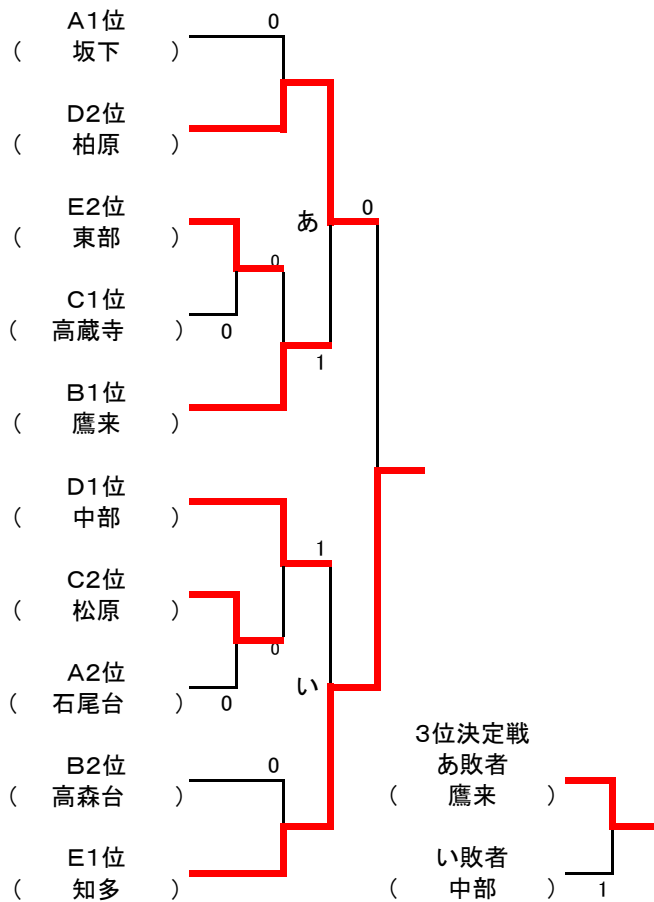 A1位
( 坂下 )
0
D2位
( 柏原 )
E2位
( 東部 )
0
あ
0
C1位
( 高蔵寺 )
0
1
B1位
( 鷹来 )
D1位
( 中部 )
1
C2位
( 松原 )
0
A2位
( 石尾台 )
0
い
B2位
( 高森台 )
0
E1位
( 知多 )
3位決定戦
あ敗者
( 鷹来 )
い敗者
( 中部 )
1